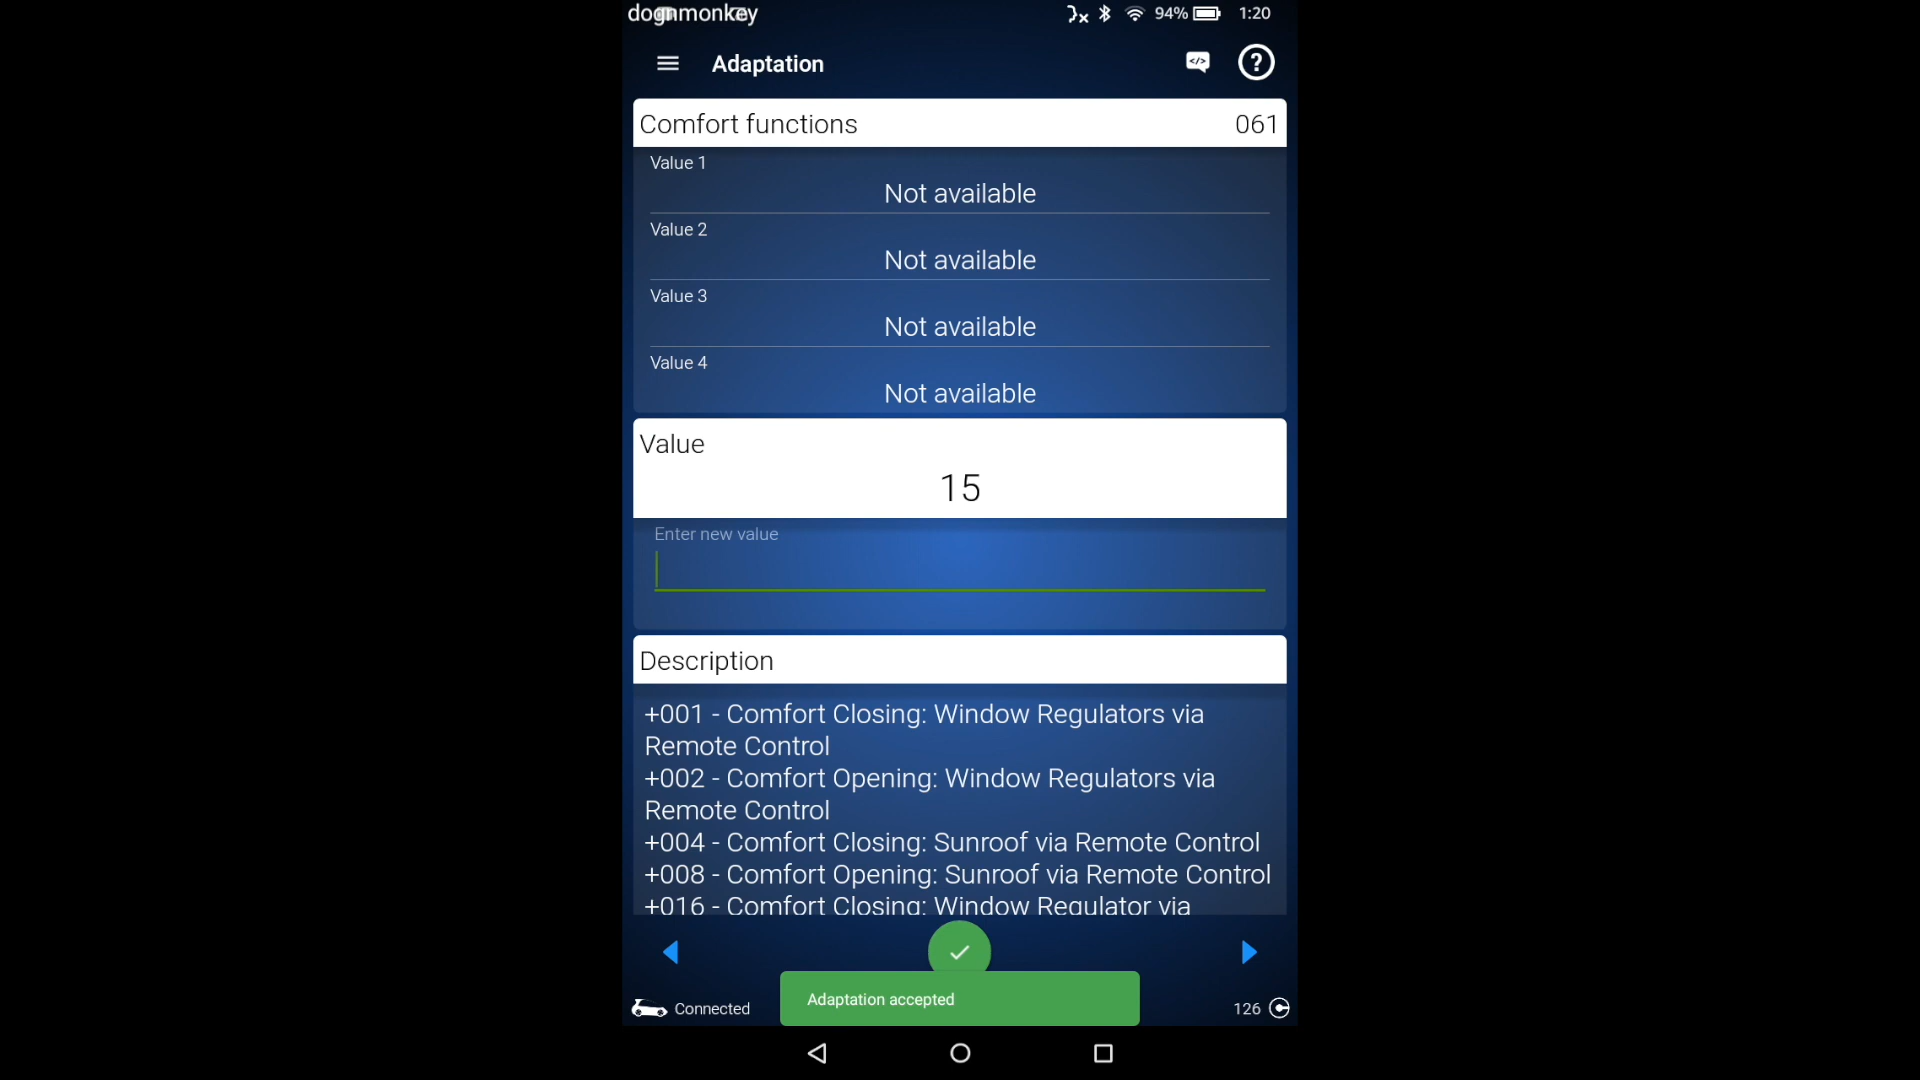 dognmonkey
94% 1:20
Adaptation
Comfort functions 061
Value 1
Not available
Value 2
Not available
Value 3
Not available
Value 4
Not available
Value
15
Enter new value
Description
+001 - Comfort Closing: Window Regulators via
Remote Control
+002 - Comfort Opening: Window Regulators via
Remote Control
+004 - Comfort Closing: Sunroof via Remote Control
+008 - Comfort Opening: Sunroof via Remote Control
+016 - Comfort Closing: Window Regulator via
Adaptation accepted
Connected
126